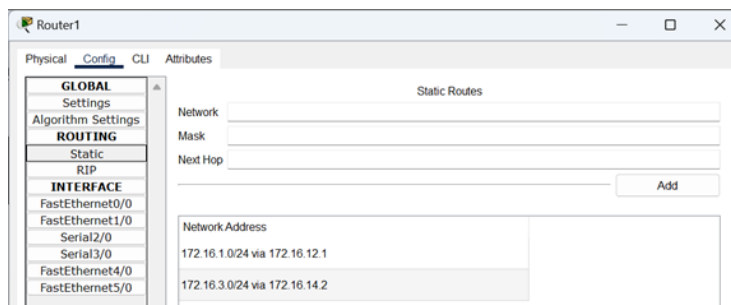 Router1
Physical Config CLI Attributes
GLOBAL
Settings
Algorithm Settings
ROUTING
Static
RIP
INTERFACE
FastEthernet0/0
FastEthernet1/0
Serial2/0
Serial3/0
FastEthernet4/0
FastEthernet5/0
Static Routes
Network
Mask
Next Hop
Add
Network Address
172.16.1.0/24 via 172.16.12.1
172.16.3.0/24 via 172.16.14.2